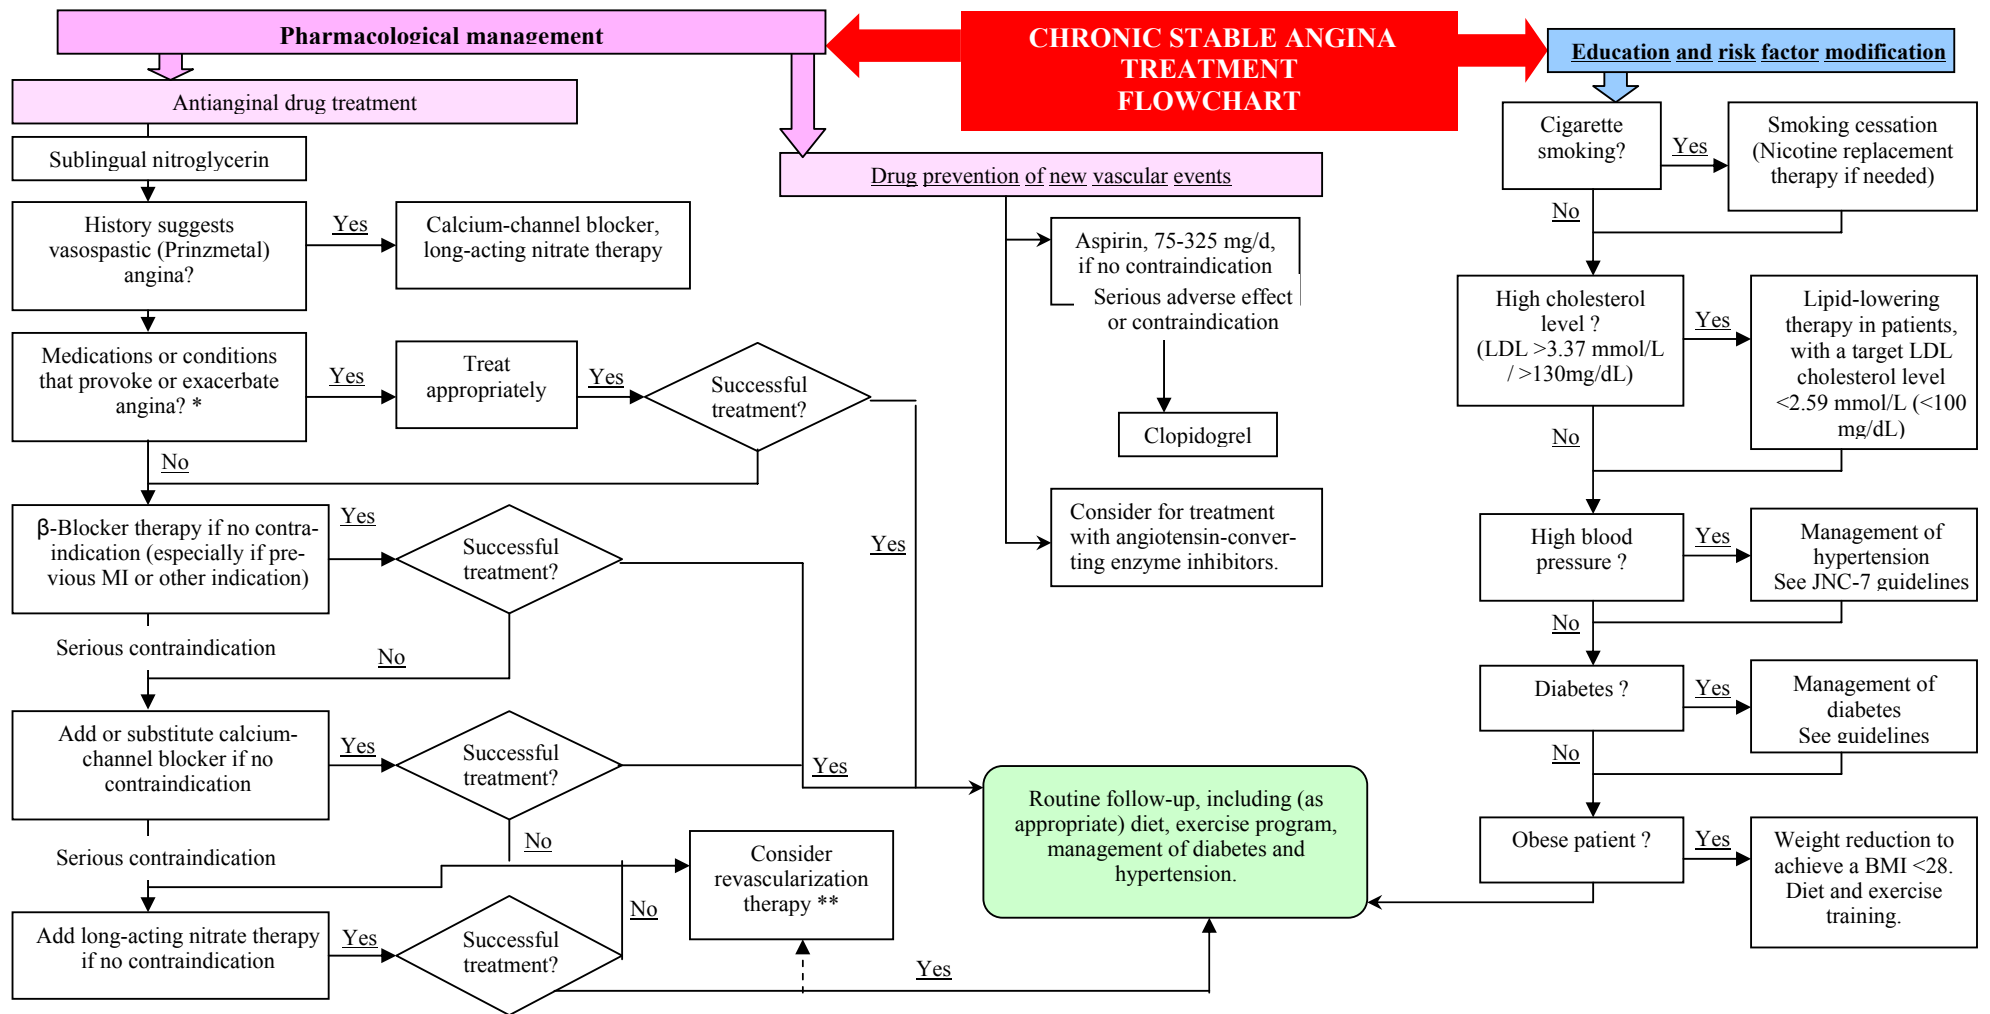 Pharmacological management
CHRONIC STABLE ANGINA
TREATMENT
FLOWCHART
Education and risk factor modification
Antianginal drug treatment
Sublingual nitroglycerin
History suggests
vasospastic (Prinzmetal)
angina?
Yes
Calcium-channel blocker,
long-acting nitrate therapy
Medications or conditions
that provoke or exacerbate
angina? *
Yes
Treat
appropriately
Yes
Successful
treatment?
No
Yes
β-Blocker therapy if no contra-
indication (especially if pre-
vious MI or other indication)
Yes
Successful
treatment?
Serious contraindication
No
Add or substitute calcium-
channel blocker if no
contraindication
Yes
Successful
treatment?
Yes
Serious contraindication
No
Consider
revascularization
therapy **
Add long-acting nitrate therapy
if no contraindication
Yes
Successful
treatment?
No
Yes
Drug prevention of new vascular events
Aspirin, 75-325 mg/d,
if no contraindication
Serious adverse effect
or contraindication
Clopidogrel
Consider for treatment
with angiotensin-conver-
ting enzyme inhibitors.
Routine follow-up, including (as
appropriate) diet, exercise program,
management of diabetes and
hypertension.
Cigarette
smoking?
Yes
Smoking cessation
(Nicotine replacement
therapy if needed)
No
High cholesterol
level ?
(LDL >3.37 mmol/L
/ >130mg/dL)
Yes
Lipid-lowering
therapy in patients,
with a target LDL
cholesterol level
<2.59 mmol/L (<100
mg/dL)
No
High blood
pressure ?
Yes
Management of
hypertension
See JNC-7 guidelines
No
Diabetes ?
Yes
Management of
diabetes
See guidelines
No
Obese patient ?
Yes
Weight reduction to
achieve a BMI <28.
Diet and exercise
training.